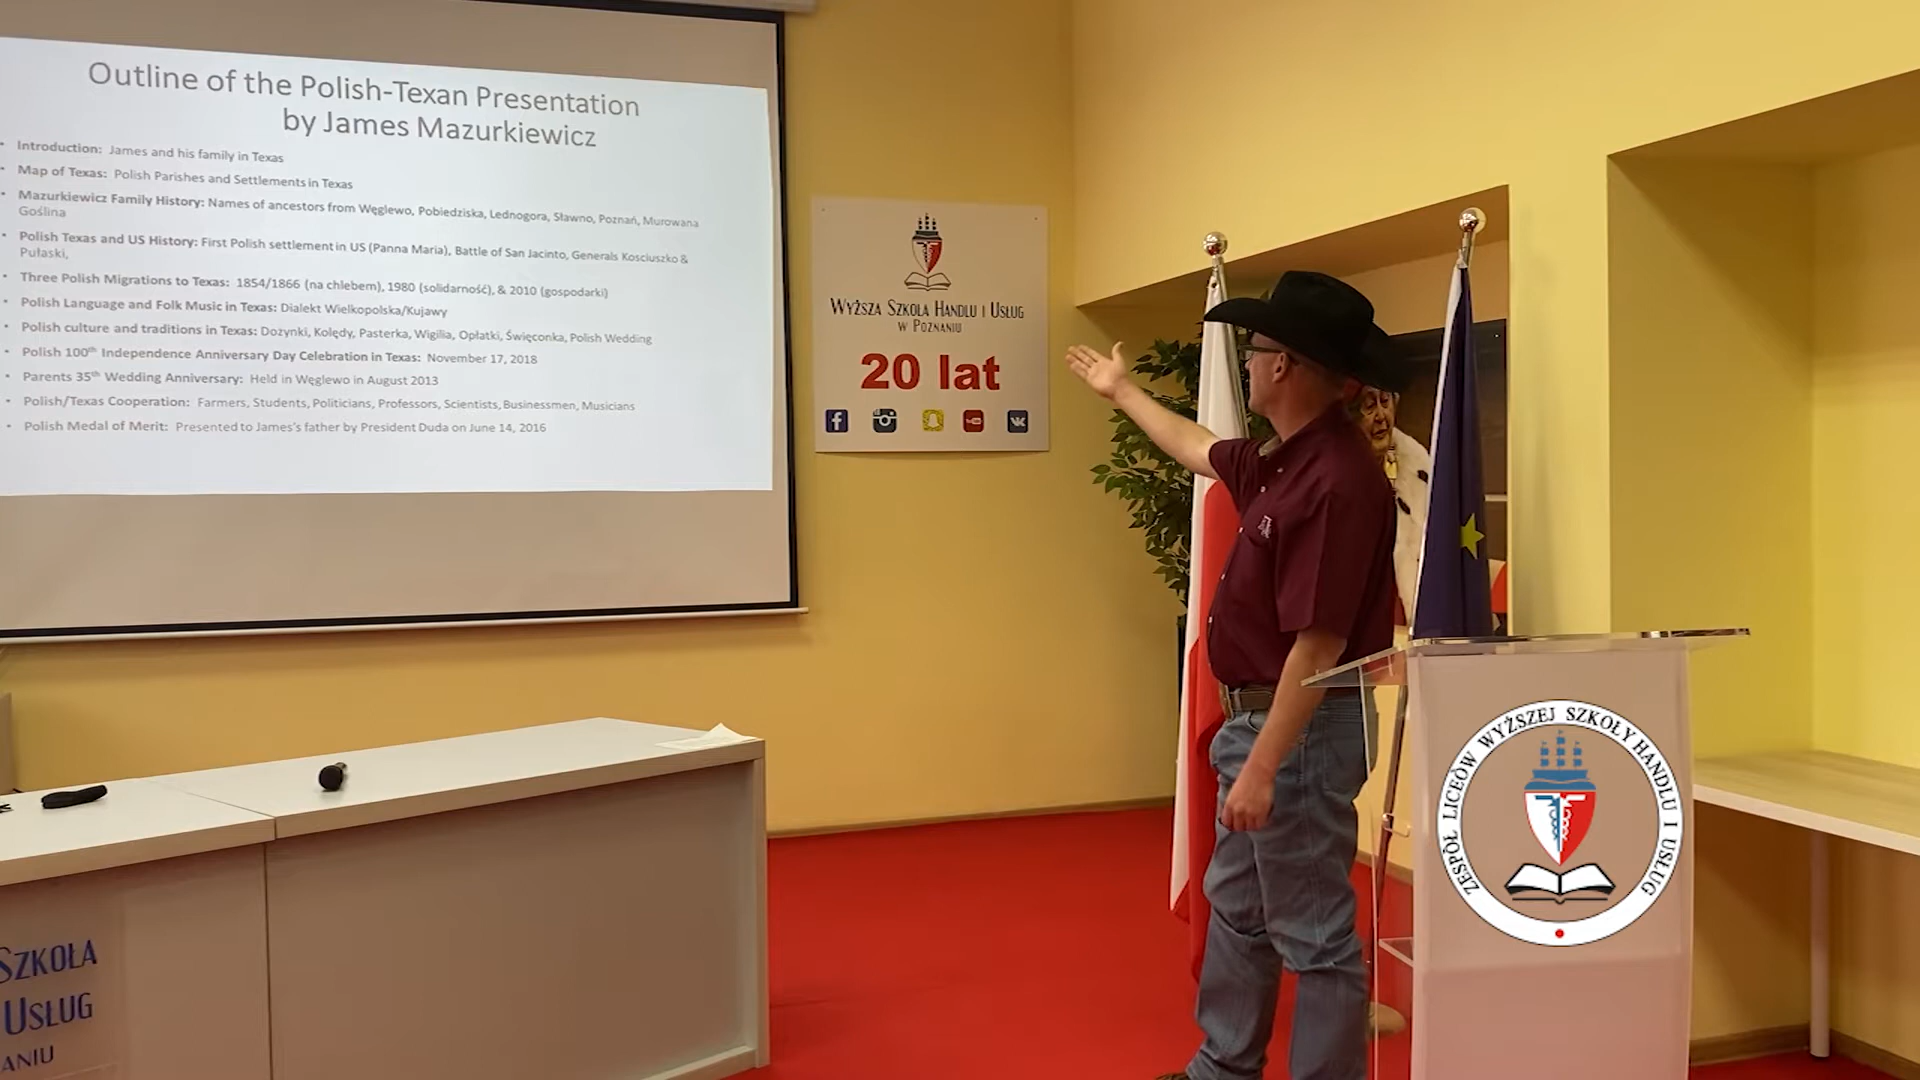 Outline of the Polish-Texan Presentation
by James Mazurkiewicz
• Introduction: James and his family in Texas
• Map of Texas: Polish Parishes and Settlements in Texas
• Mazurkiewicz Family History: Names of ancestors from Węglewo, Pobiedziska, Lednogora, Sławno, Poznań, Murowana
Goślina
• Polish Texas and US History: First Polish settlement in US (Panna Maria), Battle of San Jacinto, Generals Kosciuszko &
Pułaski,
• Three Polish Migrations to Texas: 1854/1866 (na chlebem), 1980 (solidarność), & 2010 (gospodarki)
• Polish Language and Folk Music in Texas: Dialekt Wielkopolska/Kujawy
• Polish culture and traditions in Texas: Dożynki, Kolędy, Pasterka, Wigilia, Opłatki, Święconka, Polish Wedding
• Polish 100th Independence Anniversary Day Celebration in Texas: November 17, 2018
• Parents 35th Wedding Anniversary: Held in Węglewo in August 2013
• Polish/Texas Cooperation: Farmers, Students, Politicians, Professors, Scientists, Businessmen, Musicians
• Polish Medal of Merit: Presented to James's father by President Duda on June 14, 2016
WYŻSZA SZKOŁA HANDLU I USŁUG
W POZNANIU
20 lat
ZESPÓŁ LICEÓW WYŻSZEJ SZKOŁY HANDLU I USŁUG
SZKOŁA
USŁUG
ANIU